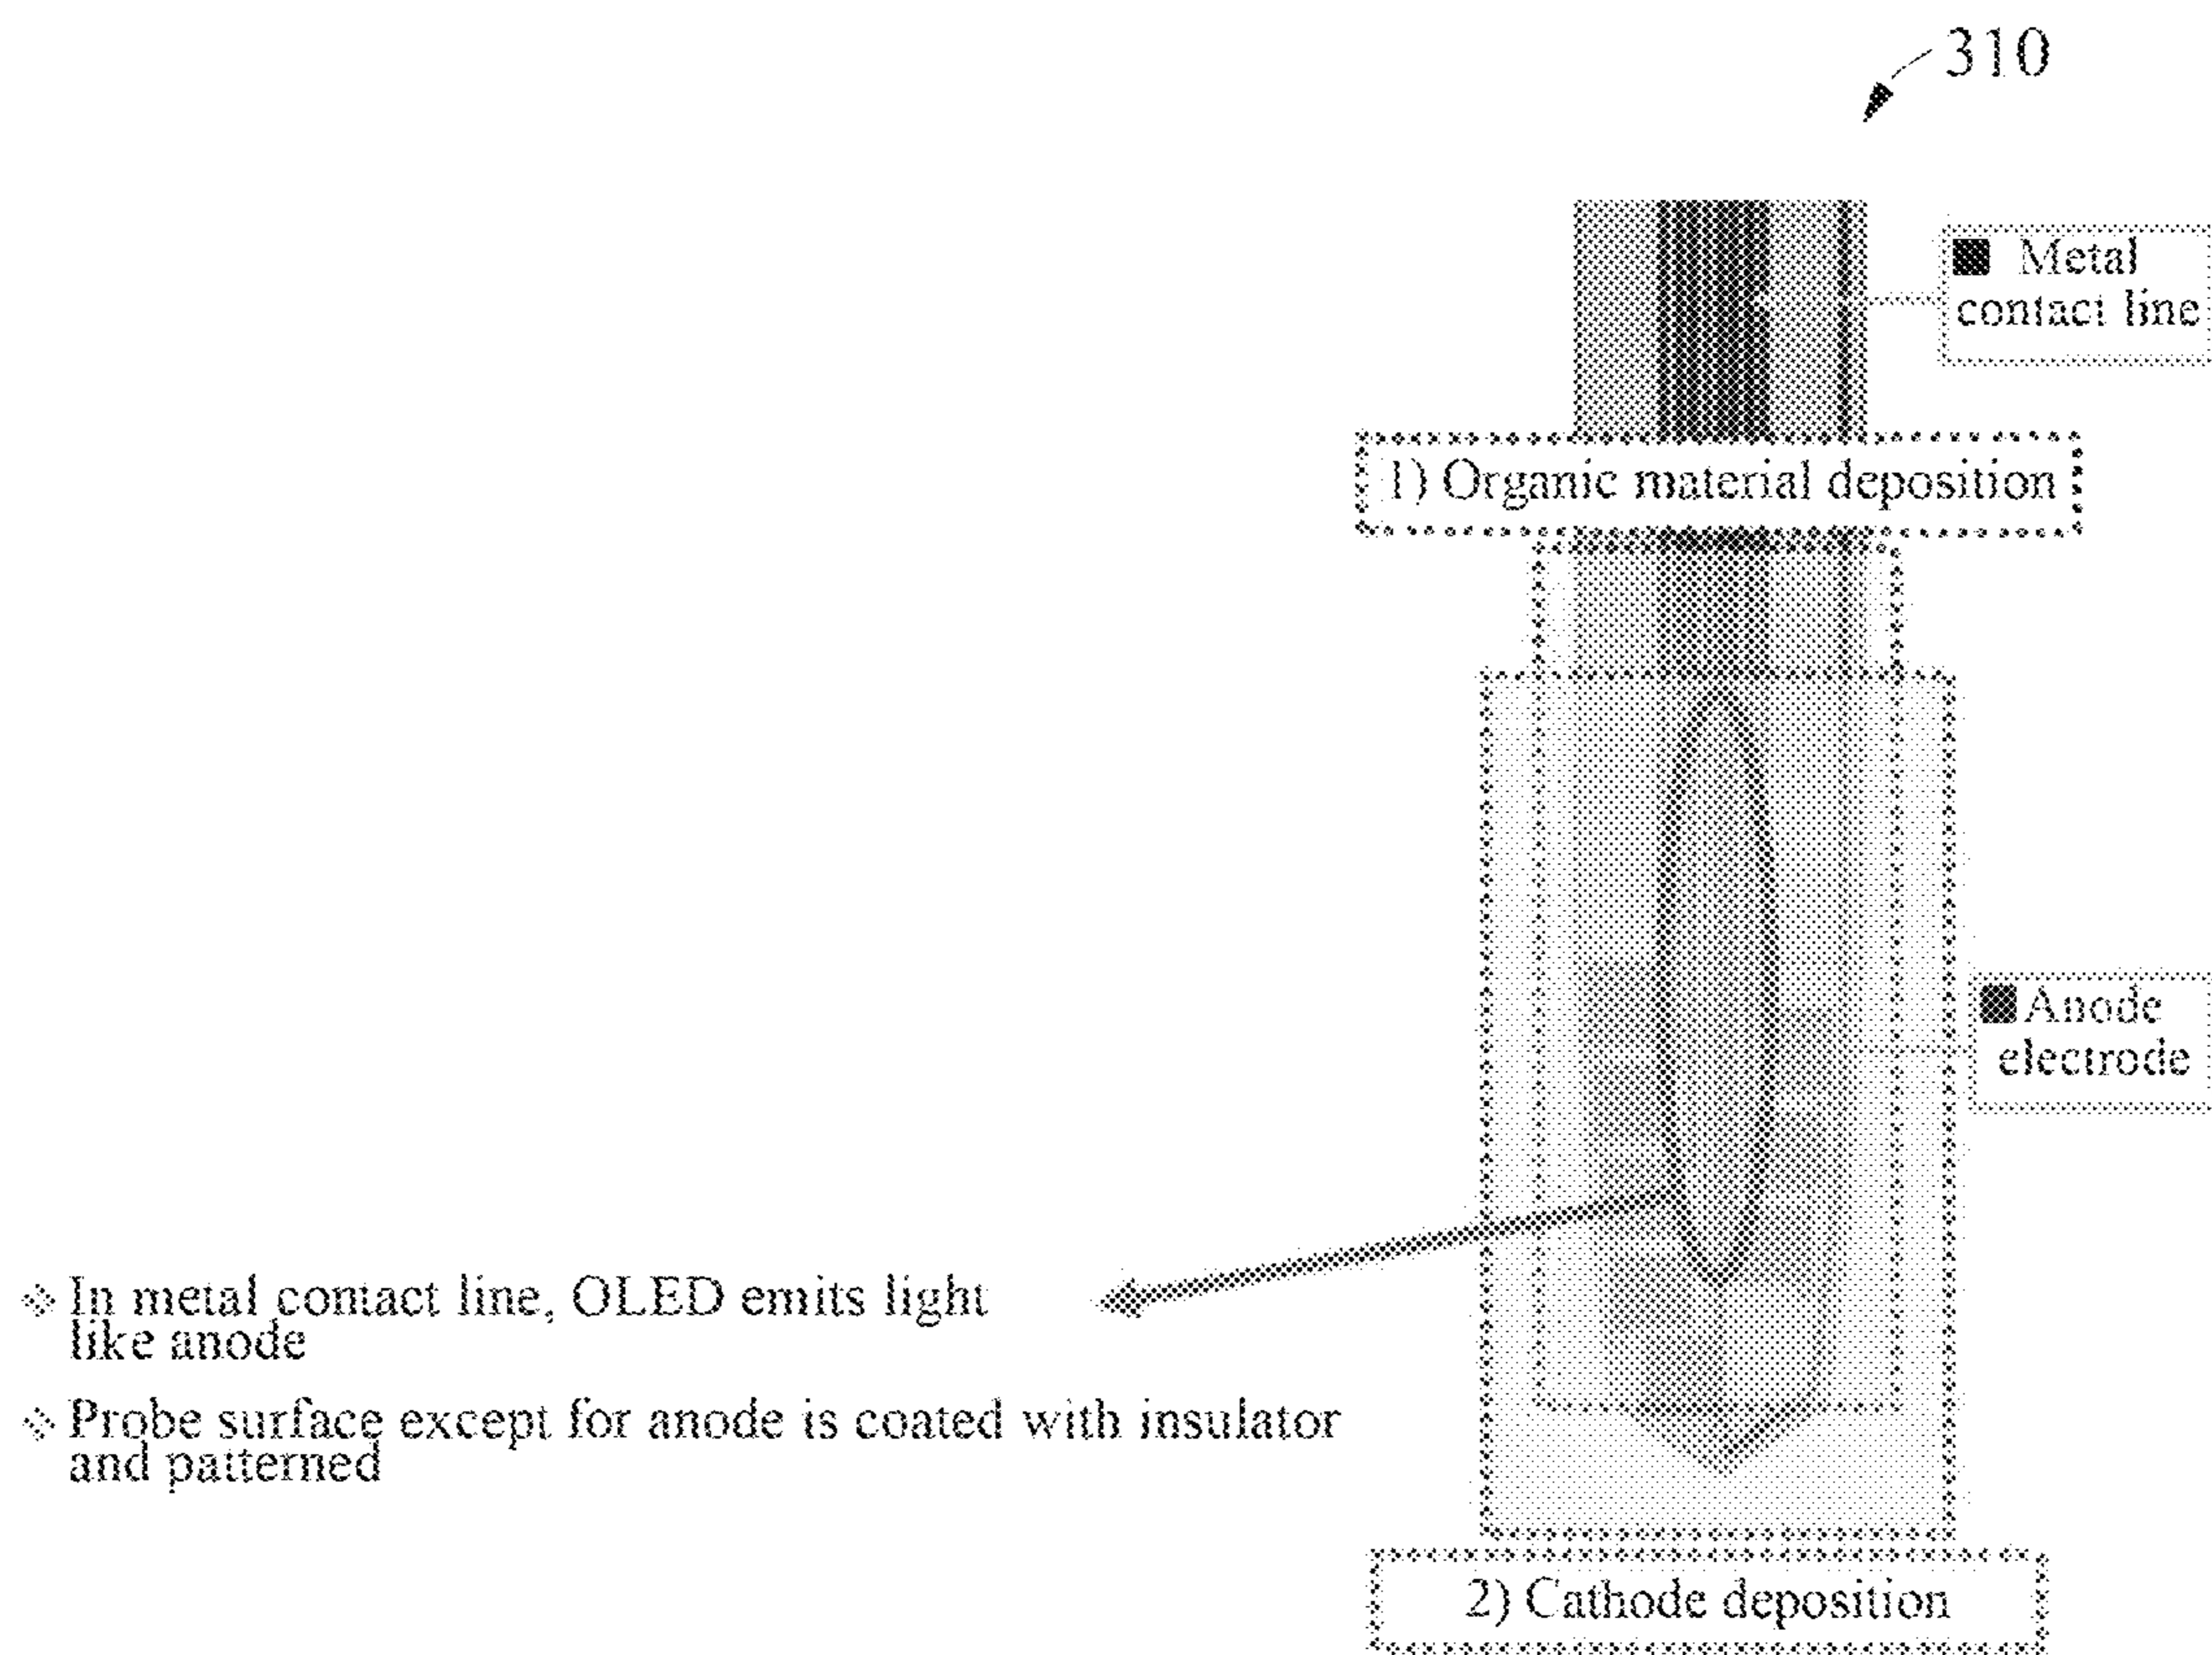 310
Metal
contact line
1) Organic material deposition
Anode
electrode
In metal contact line, OLED emits light
like anode
Probe surface except for anode is coated with insulator
and patterned
2) Cathode deposition